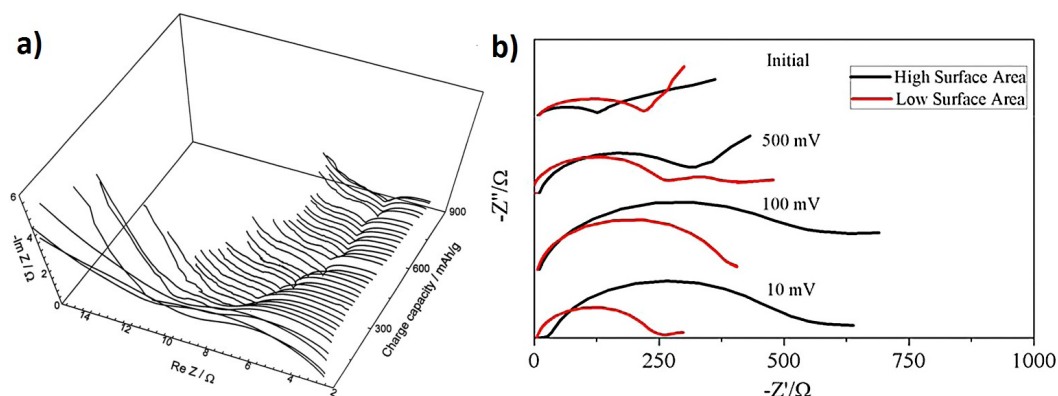 a)
6
4
2
0
-Im Z / Ω
14
12
10
8
6
4
2
Re Z / Ω
300
600
900
Charge capacity / mAh/g
b)
Initial
High Surface Area
Low Surface Area
500 mV
100 mV
10 mV
-Z''/Ω
0
250
500
750
1000
-Z'/Ω